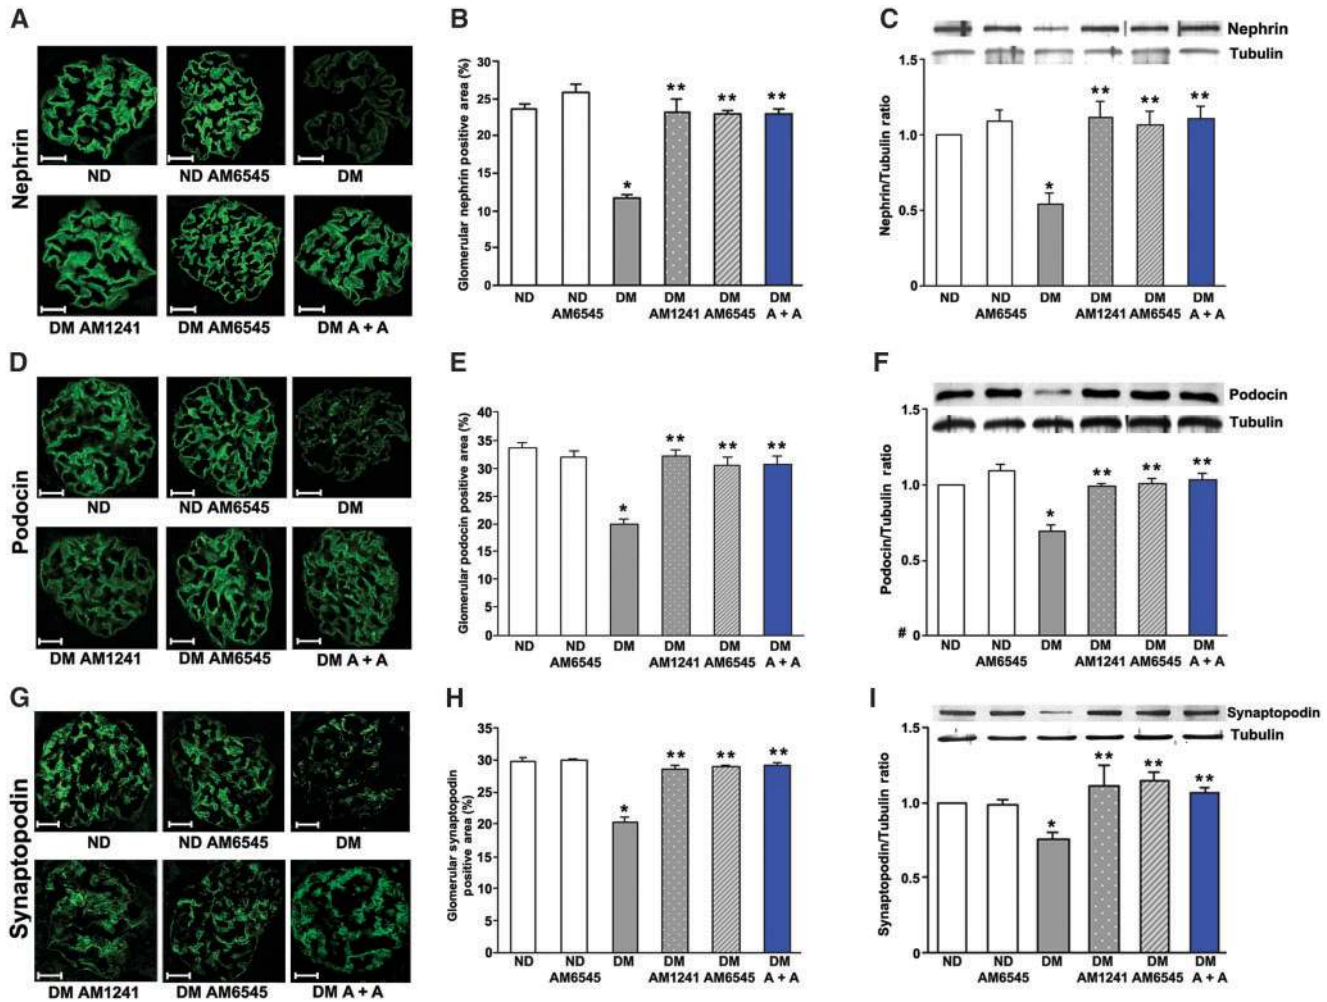 A
Nephrin
ND
ND AM6545
DM
DM AM1241
DM AM6545
DM A + A
B
Glomerular nephrin positive area (%)
30
25
20
15
10
5
0
*
**
**
**
ND
ND
AM6545
DM
DM
AM1241
DM
AM6545
DM
A + A
C
Nephrin
Tubulin
Nephrin/Tubulin ratio
1.5
1.0
0.5
0
*
**
**
**
ND
ND
AM6545
DM
DM
AM1241
DM
AM6545
DM
A + A
D
Podocin
ND
ND AM6545
DM
DM AM1241
DM AM6545
DM A + A
E
Glomerular podocin positive area (%)
40
35
30
25
20
15
10
5
0
*
**
**
**
ND
ND
AM6545
DM
DM
AM1241
DM
AM6545
DM
A + A
F
Podocin
Tubulin
Podocin/Tubulin ratio
1.5
1.0
0.5
0
#
*
**
**
**
ND
ND
AM6545
DM
DM
AM1241
DM
AM6545
DM
A + A
G
Synaptopodin
ND
ND AM6545
DM
DM AM1241
DM AM6545
DM A + A
H
Glomerular synaptopodin
positive area (%)
35
30
25
20
15
10
5
0
*
**
**
**
ND
ND
AM6545
DM
DM
AM1241
DM
AM6545
DM
A + A
I
Synaptopodin
Tubulin
Synaptopodin/Tubulin ratio
1.5
1.0
0.5
0
*
**
**
**
ND
ND
AM6545
DM
DM
AM1241
DM
AM6545
DM
A + A